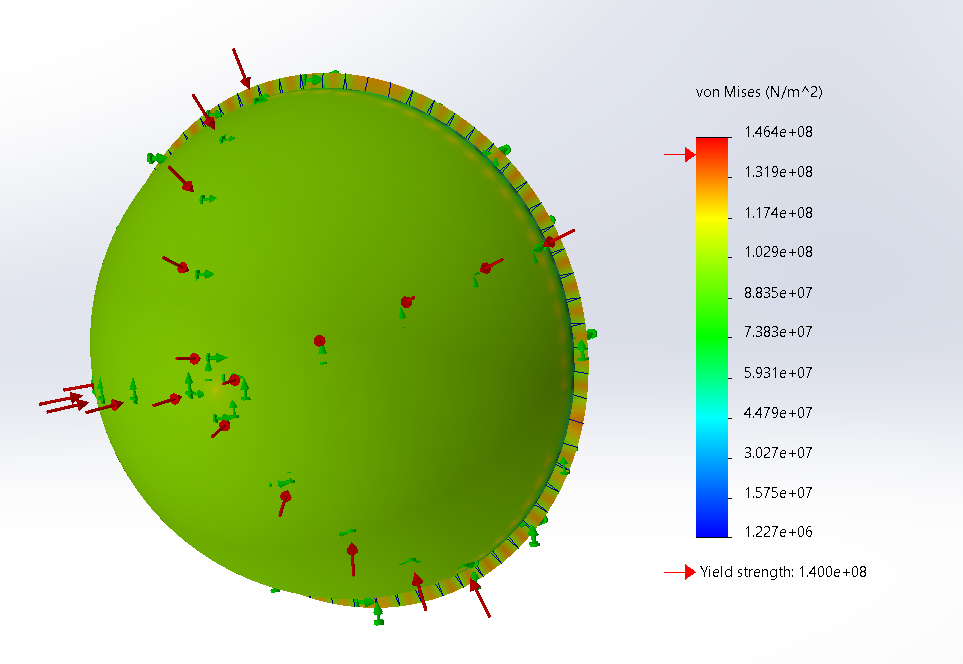 von Mises (N/m^2)
1.464e+08
1.319e+08
1.174e+08
1.029e+08
8.835e+07
7.383e+07
5.931e+07
4.479e+07
3.027e+07
1.575e+07
1.227e+06
Yield strength: 1.400e+08